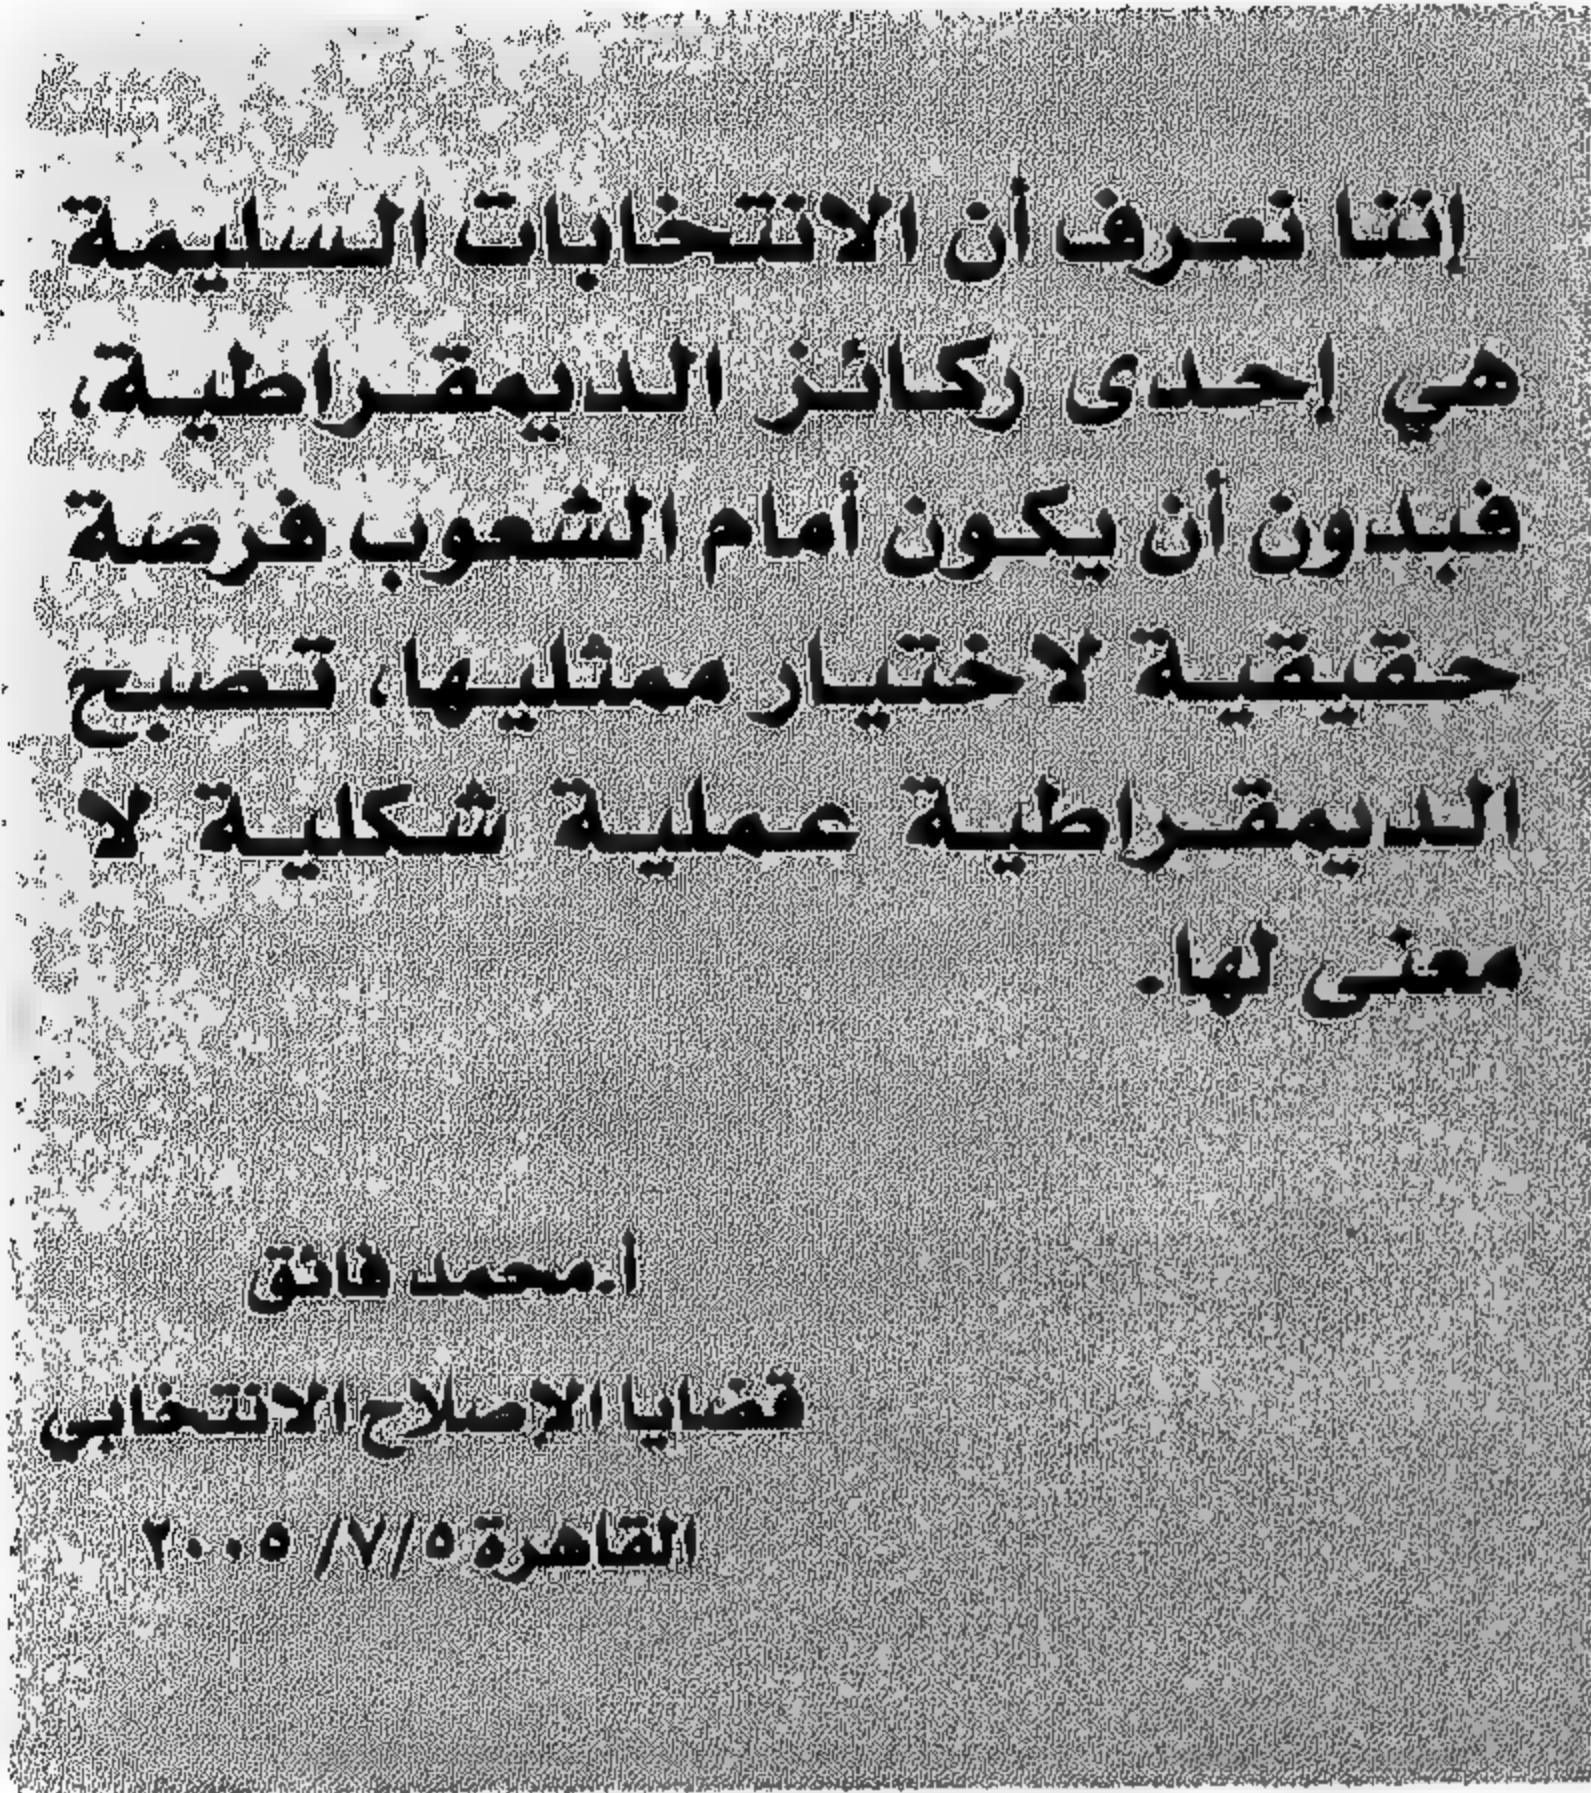 إننا نعرف أن الانتخابات السليمة
هي إحدى ركائز الديمقراطية،
فبدون أن يكون أمام الشعوب فرصة
حقيقية لاختيار ممثليها، تصبح
الديمقراطية عملية شكلية لا
معنى لها.
أ.محمد فائق
قضايا الإصلاح الانتخابي
القاهرة ٥/٧/ ٢٠٠٥